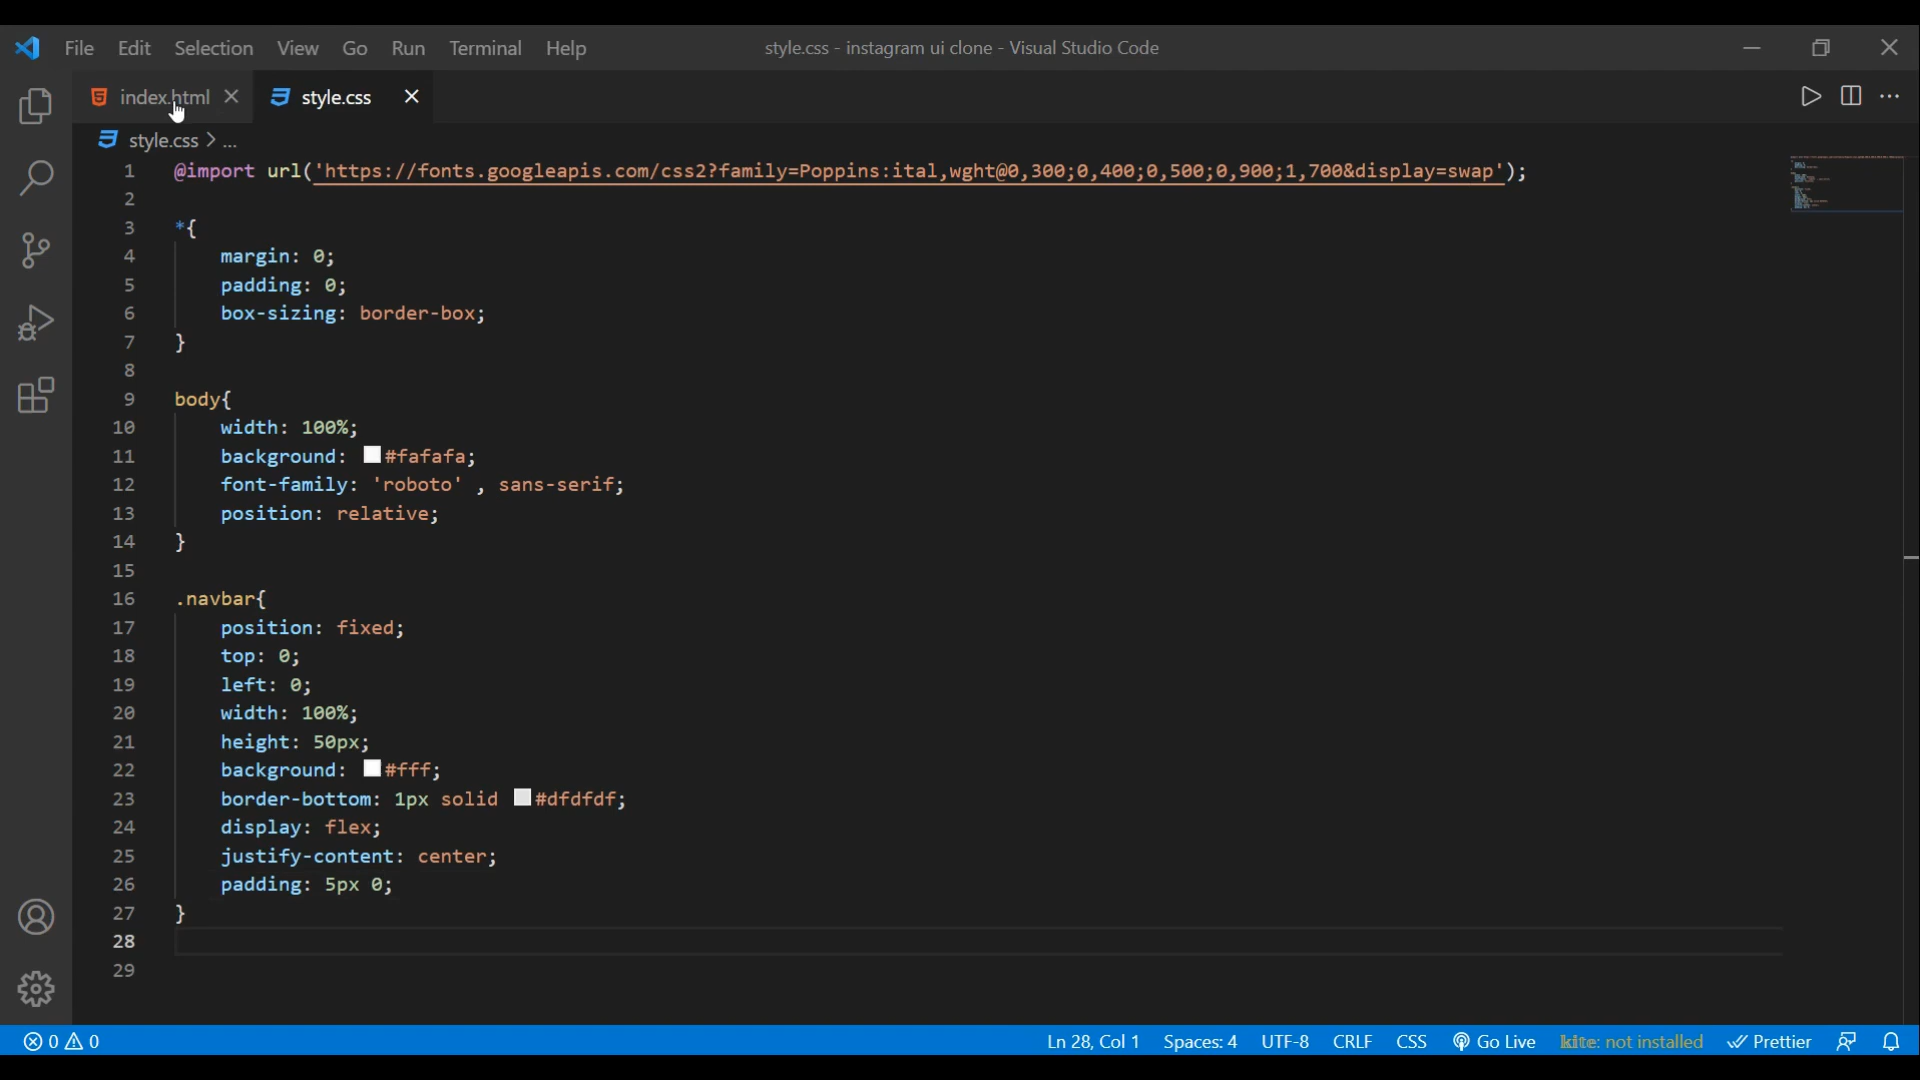 File Edit Selection View Go Run Terminal Help style.css - instagram ui clone - Visual Studio Code
index.html style.css
style.css > ...
1 @import url('https://fonts.googleapis.com/css2?family=Poppins:ital,wght@0,300;0,400;0,500;0,900;1,700&display=swap');
2
3 *{
4 margin: 0;
5 padding: 0;
6 box-sizing: border-box;
7 }
8
9 body{
10 width: 100%;
11 background: #fafafa;
12 font-family: 'roboto' , sans-serif;
13 position: relative;
14 }
15
16 .navbar{
17 position: fixed;
18 top: 0;
19 left: 0;
20 width: 100%;
21 height: 50px;
22 background: #fff;
23 border-bottom: 1px solid #dfdfdf;
24 display: flex;
25 justify-content: center;
26 padding: 5px 0;
27 }
28
29
0 0 Ln 28, Col 1 Spaces: 4 UTF-8 CRLF CSS Go Live kite: not installed Prettier